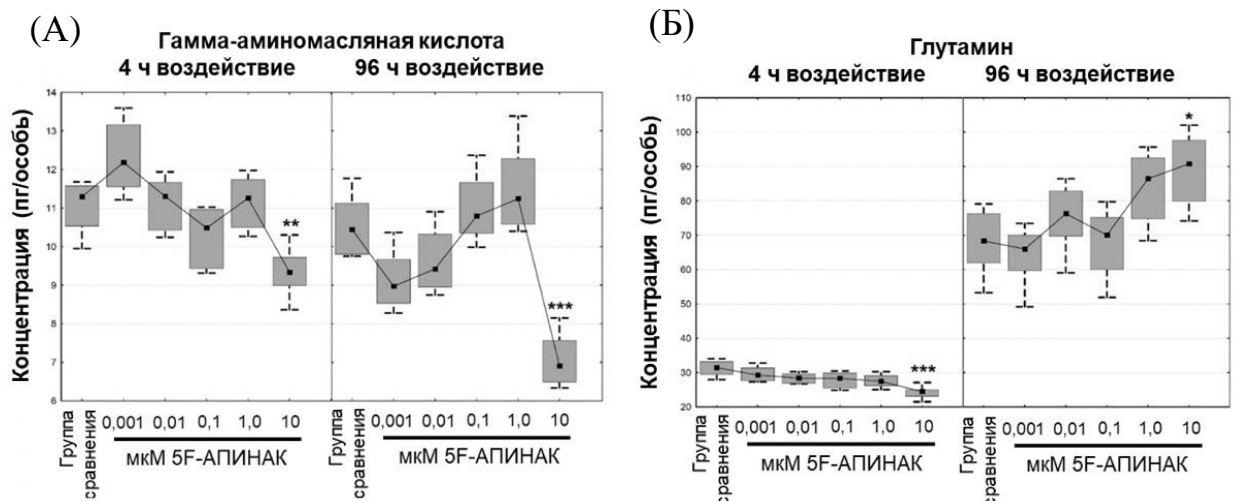 (А)
Гамма-аминомасляная кислота
4 ч воздействие 96 ч воздействие
Концентрация (пг/особь)
14
13
12
11
10
9
8
7
6
**
***
Группа сравнения 0,001 0,01 0,1 1,0 10 Группа сравнения 0,001 0,01 0,1 1,0 10
мкМ 5F-АПИНАК мкМ 5F-АПИНАК
(Б)
Глутамин
4 ч воздействие 96 ч воздействие
Концентрация (пг/особь)
110
100
90
80
70
60
50
40
30
20
***
*
Группа сравнения 0,001 0,01 0,1 1,0 10 Группа сравнения 0,001 0,01 0,1 1,0 10
мкМ 5F-АПИНАК мкМ 5F-АПИНАК